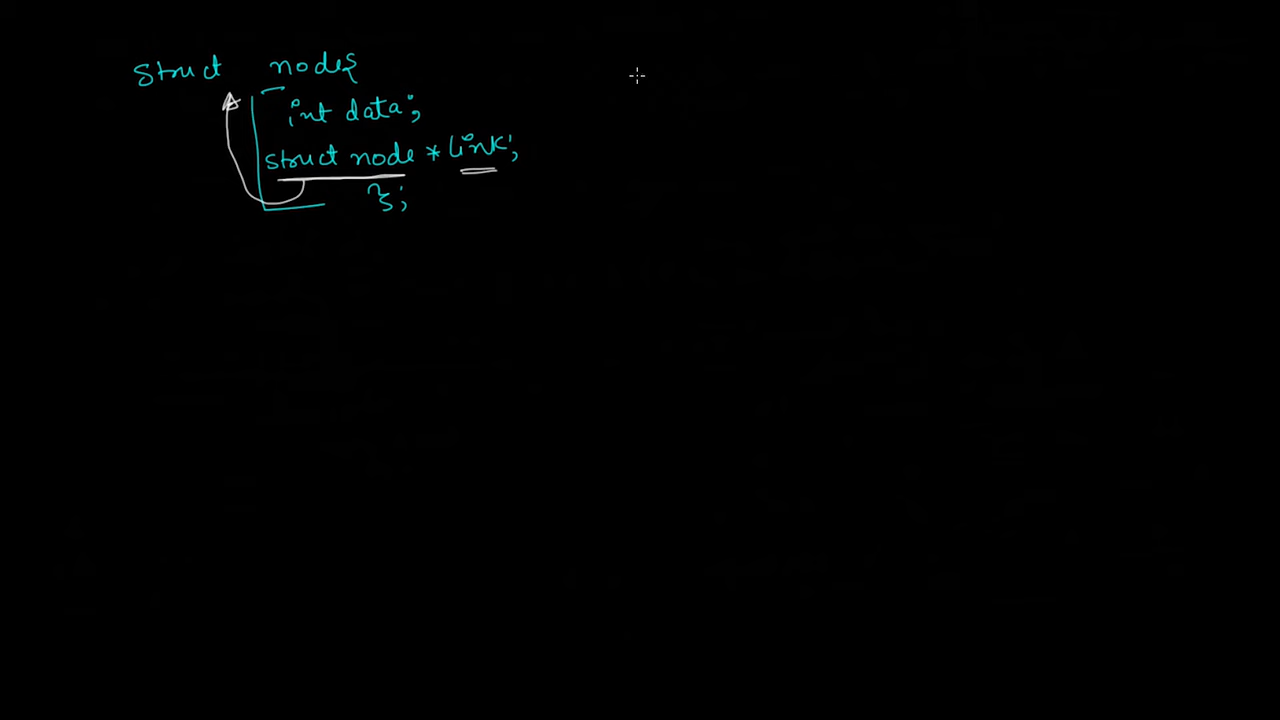 struct node{
int data;
struct node * link;
};